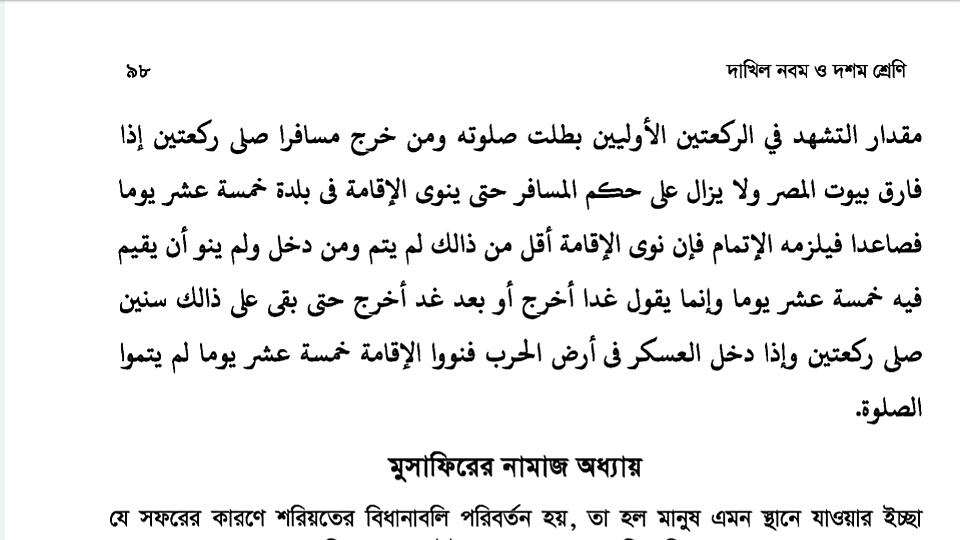 ৯৮ দাখিল নবম ও দশম শ্রেণি
مقدار التشهد في الركعتين الأوليين بطلت صلوته ومن خرج مسافرا صلى ركعتين إذا
فارق بيوت المصر ولا يزال على حكم المسافر حتى ينوى الإقامة فى بلدة خمسة عشر يوما
فصاعدا فيلزمه الإتمام فإن نوى الإقامة أقل من ذالك لم يتم ومن دخل ولم ينو أن يقيم
فيه خمسة عشر يوما وإنما يقول غدا أخرج أو بعد غد أخرج حتى بقى على ذالك سنين
صلى ركعتين وإذا دخل العسكر فى أرض الحرب فنووا الإقامة خمسة عشر يوما لم يتموا
الصلوة.
মুসাফিরের নামাজ অধ্যায়
যে সফরের কারণে শরিয়তের বিধানাবলি পরিবর্তন হয়, তা হল মানুষ এমন স্থানে যাওয়ার ইচ্ছা